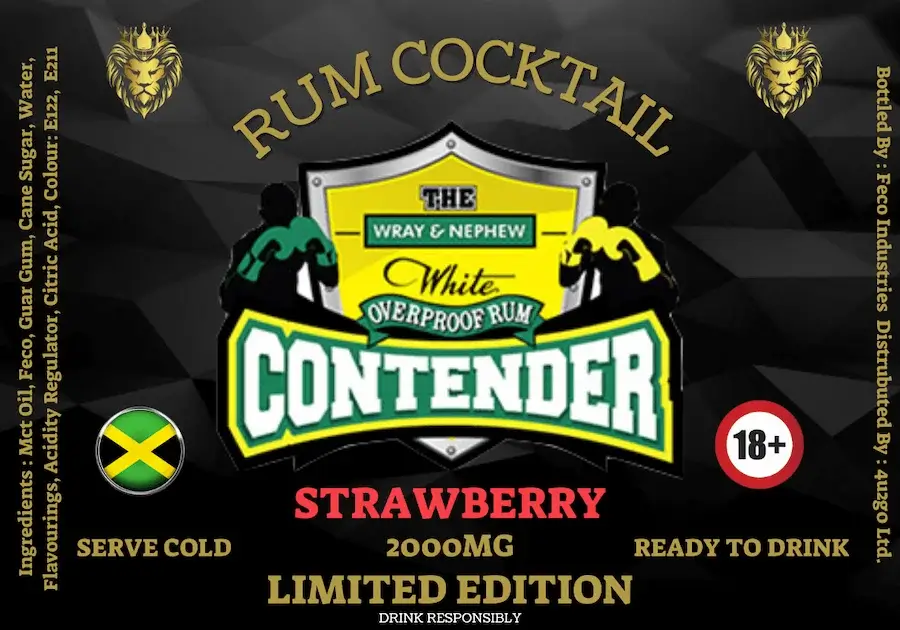 RUM COCKTAIL
THE
WRAY & NEPHEW
White
OVERPROOF RUM
CONTENDER
18+
STRAWBERRY
SERVE COLD
2000MG
READY TO DRINK
LIMITED EDITION
DRINK RESPONSIBLY
Ingredients : Mct Oil, Feco, Guar Gum, Cane Sugar, Water,
Flavourings, Acidity Regulator, Citric Acid, Colour: E122, E211
Bottled By : Feco Industries Distrubuted By : 4u2go Ltd.